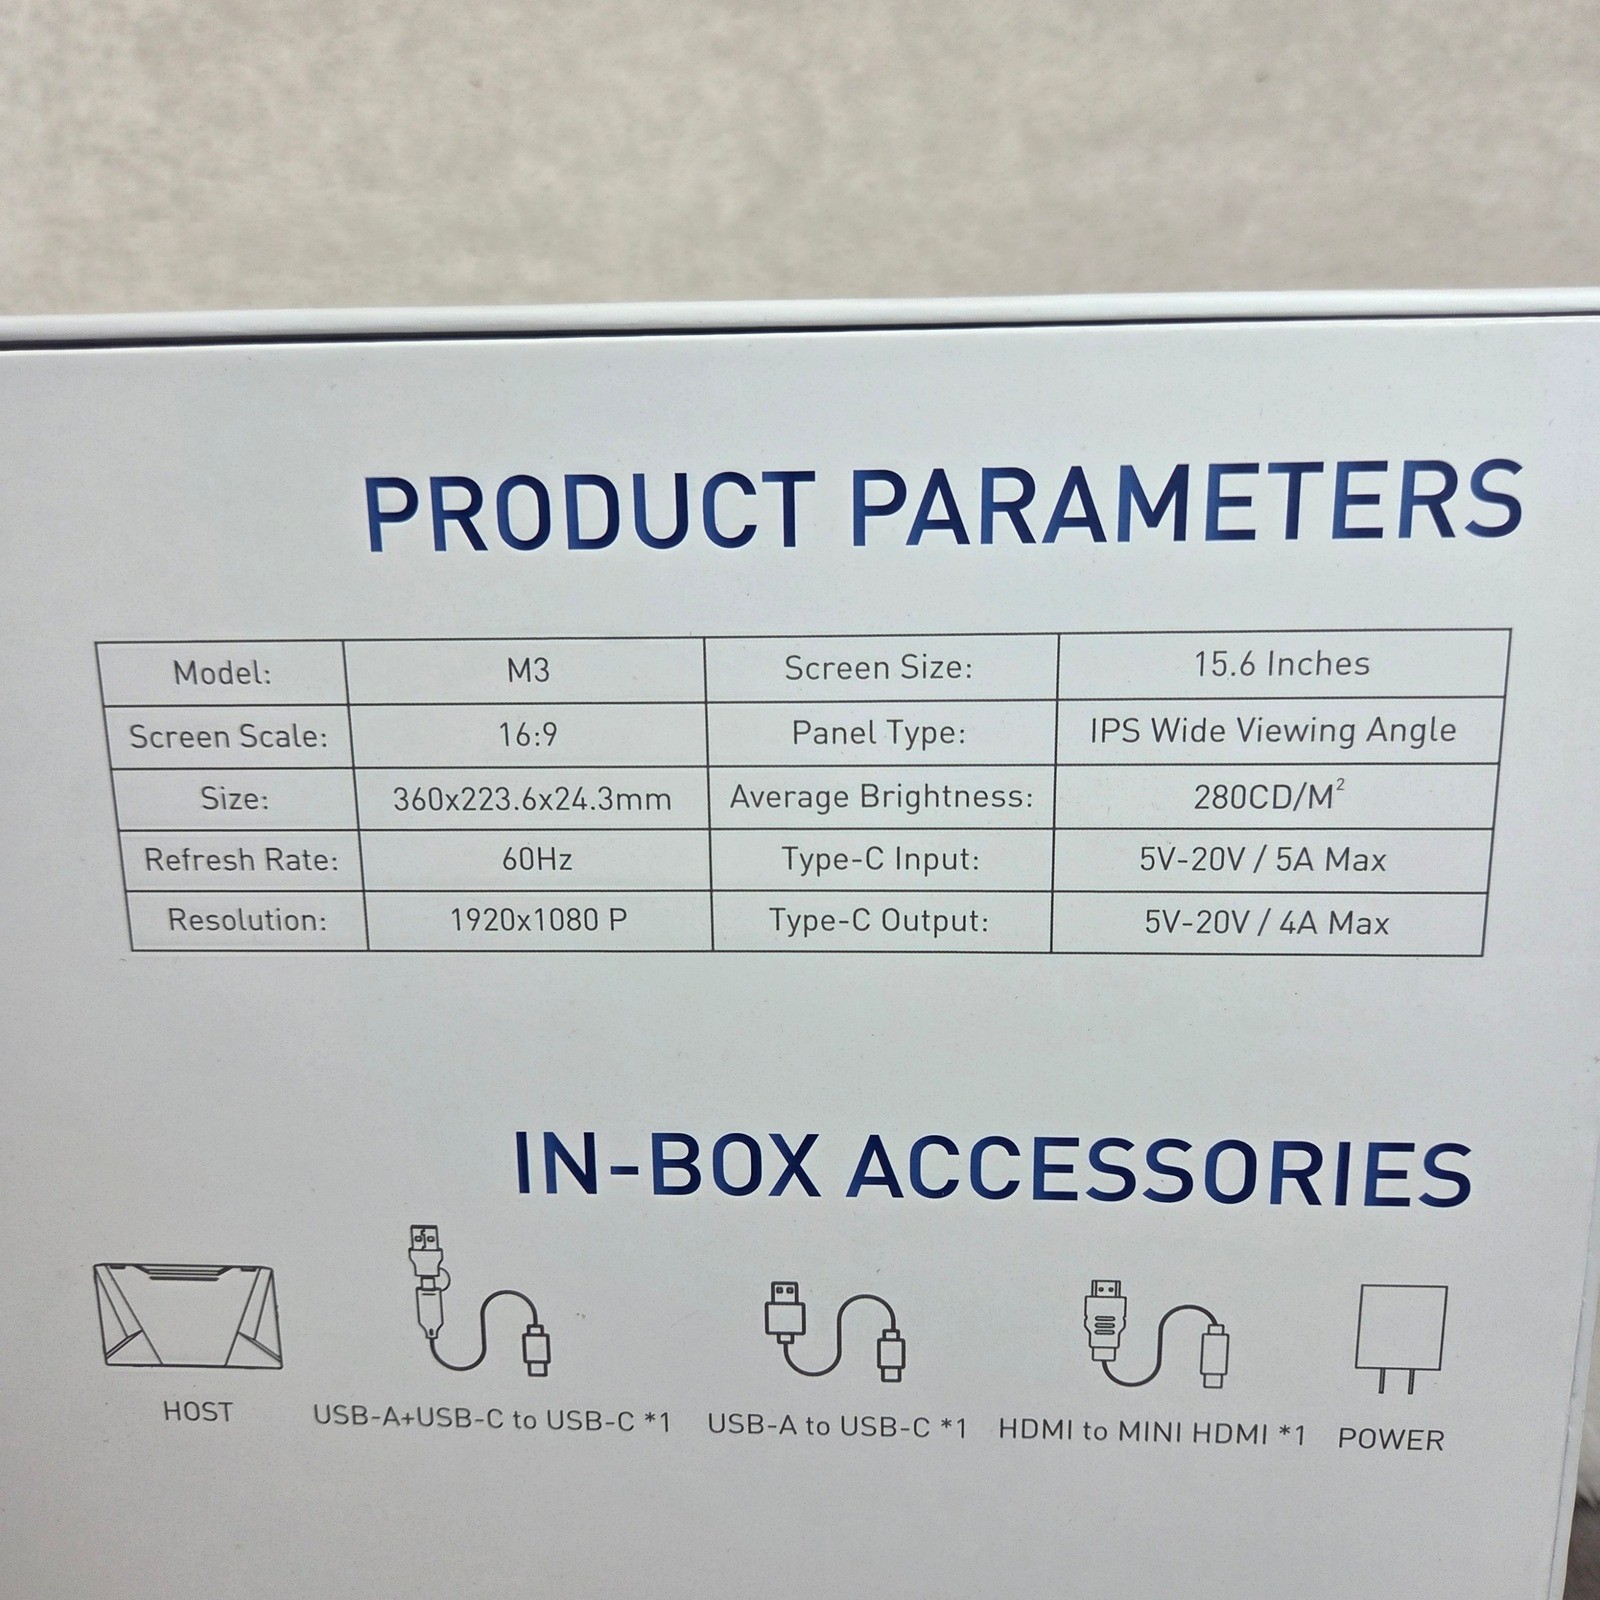 PRODUCT PARAMETERS
Model: M3 Screen Size: 15.6 Inches
Screen Scale: 16:9 Panel Type: IPS Wide Viewing Angle
Size: 360x223.6x24.3mm Average Brightness: 280CD/M²
Refresh Rate: 60Hz Type-C Input: 5V-20V / 5A Max
Resolution: 1920x1080 P Type-C Output: 5V-20V / 4A Max
IN-BOX ACCESSORIES
HOST USB-A+USB-C to USB-C *1 USB-A to USB-C *1 HDMI to MINI HDMI *1 POWER